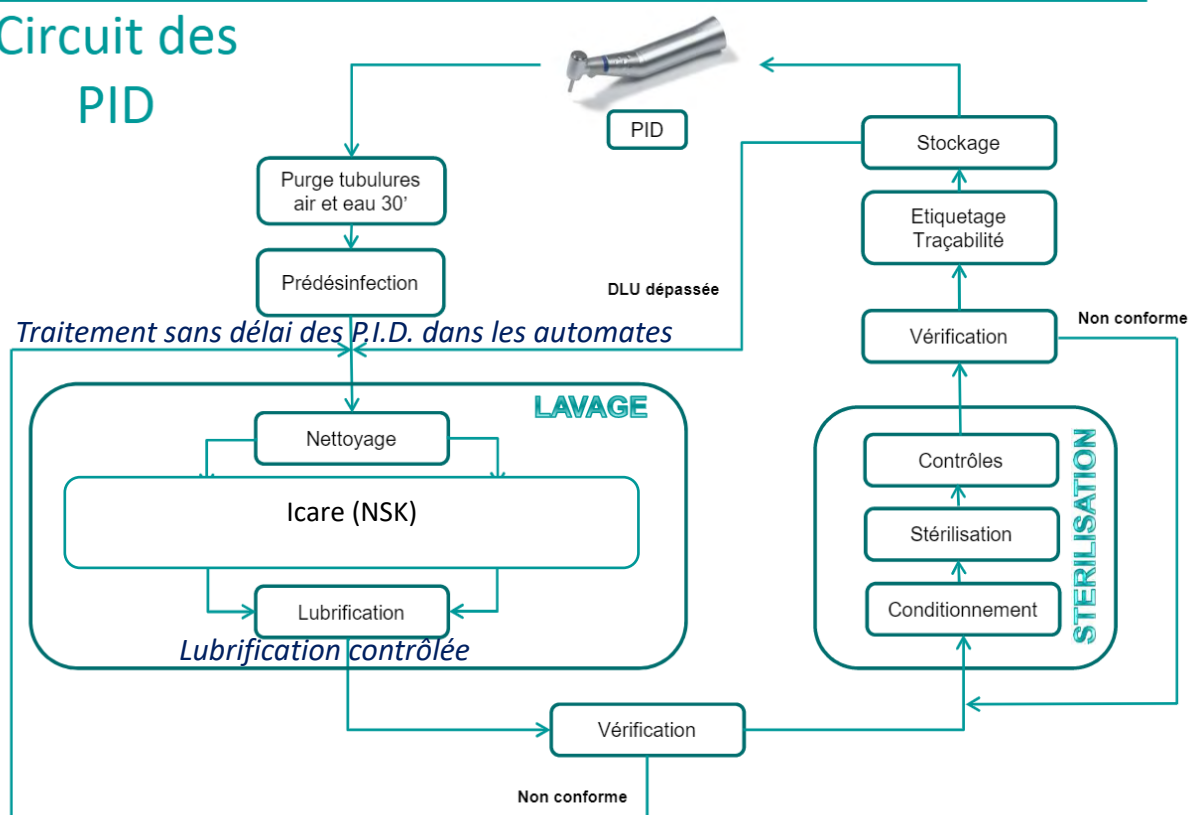 Circuit des
PID
PID
Purge tubulures
air et eau 30’
Prédésinfection
Traitement sans délai des P.I.D. dans les automates
DLU dépassée
LAVAGE
Nettoyage
Icare (NSK)
Lubrification
Lubrification contrôlée
Vérification
Non conforme
Stockage
Etiquetage
Traçabilité
Vérification
Non conforme
STERILISATION
Contrôles
Stérilisation
Conditionnement